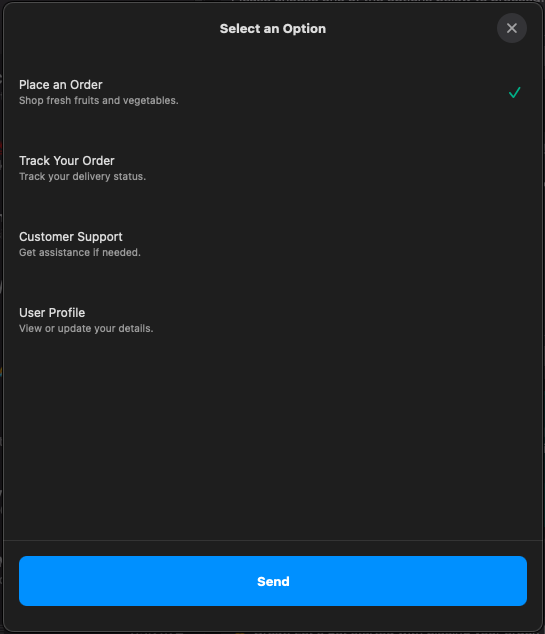 Select an Option
Place an Order
Shop fresh fruits and vegetables.
Track Your Order
Track your delivery status.
Customer Support
Get assistance if needed.
User Profile
View or update your details.
Send